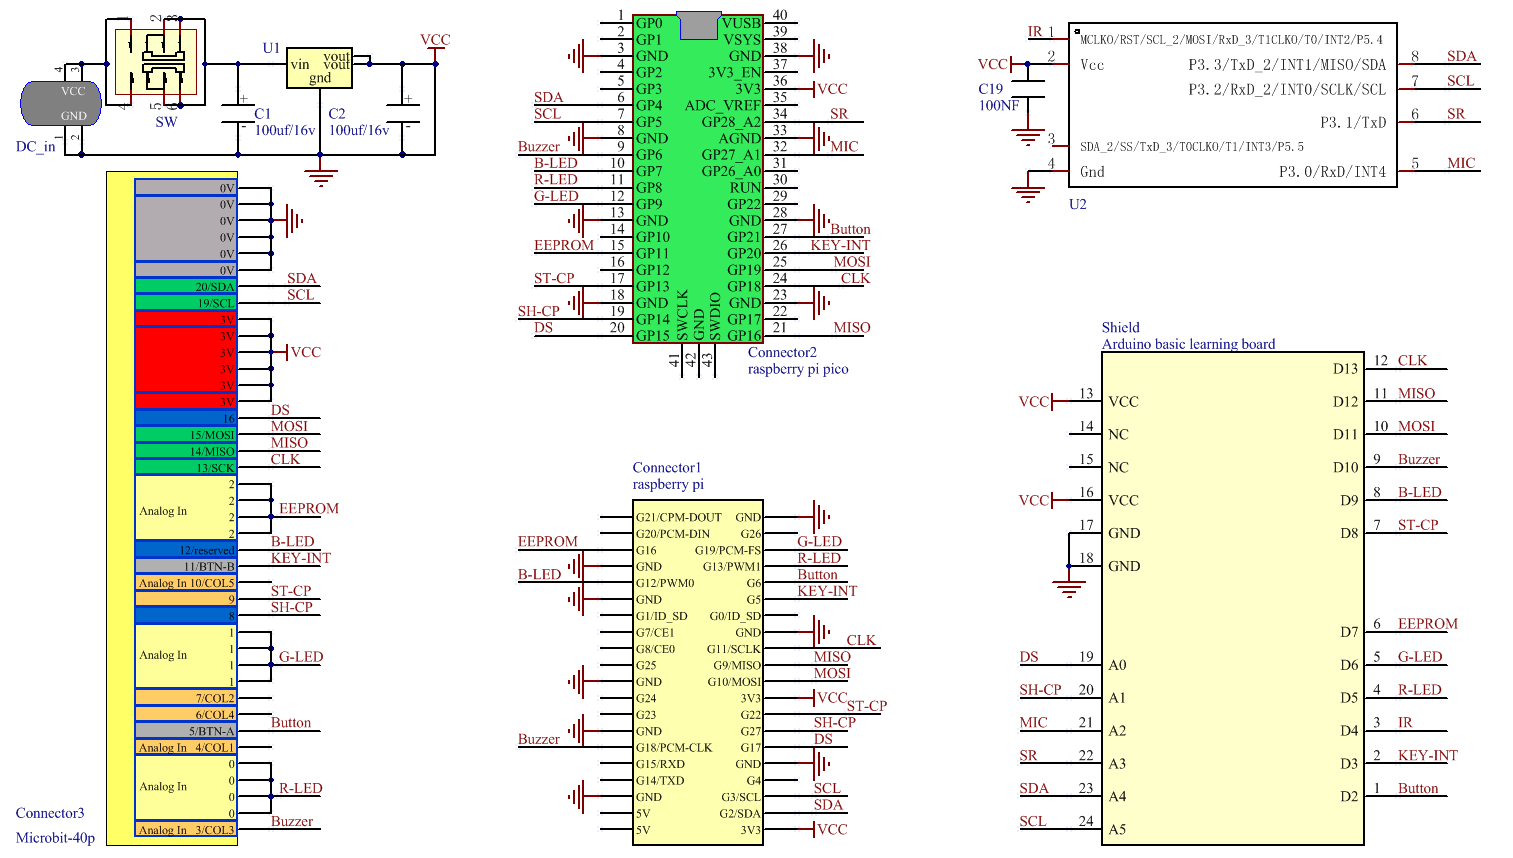 1
2
3
4
5
6
SW
4
3
VCC
GND
1
2
DC_in
U1
vin
vout
vout
gnd
VCC
+
-
C1
100uf/16v
+
-
C2
100uf/16v
0V
0V
0V
0V
0V
0V
20/SDA SDA
19/SCL SCL
3V
3V
3V VCC
3V
3V
3V
16 DS
15/MOSI MOSI
14/MISO MISO
13/SCK CLK
2
2
Analog In
2 EEPROM
2
12/reserved B-LED
11/BTN-B KEY-INT
Analog In 10/COL5
9 ST-CP
8 SH-CP
1
1
Analog In
1 G-LED
1
7/COL2
6/COL4
5/BTN-A Button
Analog In 4/COL1
0
0
Analog In
0 R-LED
0
Analog In 3/COL3 Buzzer
Connector3
Microbit-40p
1 GP0 VUSB 40
2 GP1 VSYS 39
3 GND GND 38
4 GP2 3V3_EN 37
5 GP3 3V3 36 VCC
SDA 6 GP4 ADC_VREF 35
SCL 7 GP5 GP28_A2 34 SR
8 GND AGND 33
Buzzer 9 GP6 GP27_A1 32 MIC
B-LED 10 GP7 GP26_A0 31
R-LED 11 GP8 RUN 30
G-LED 12 GP9 GP22 29
13 GND GND 28
14 GP10 GP21 27 Button
EEPROM 15 GP11 GP20 26 KEY-INT
16 GP12 GP19 25 MOSI
ST-CP 17 GP13 GP18 24 CLK
18 GND GND 23
SH-CP 19 GP14 GP17 22
DS 20 GP15 GP16 21 MISO
SWCLK
GND
SWDIO
41
42
43
Connector2
raspberry pi pico
Connector1
raspberry pi
G21/CPM-DOUT GND
G20/PCM-DIN G26
EEPROM G16 G19/PCM-FS G-LED
GND G13/PWM1 R-LED
B-LED G12/PWM0 G6 Button
GND G5 KEY-INT
G1/ID_SD G0/ID_SD
G7/CE1 GND
G8/CE0 G11/SCLK CLK
G25 G9/MISO MISO
GND G10/MOSI MOSI
G24 3V3 VCC
G23 G22 ST-CP
GND G27 SH-CP
Buzzer G18/PCM-CLK G17 DS
G15/RXD GND
G14/TXD G4
GND G3/SCL SCL
5V G2/SDA SDA
5V 3V3 VCC
IR 1 MCLKO/RST/SCL_2/MOSI/RxD_3/T1CLKO/T0/INT2/P5.4
VCC 2 Vcc P3.3/TxD_2/INT1/MISO/SDA 8 SDA
C19
100NF
P3.2/RxD_2/INT0/SCLK/SCL 7 SCL
P3.1/TxD 6 SR
3 SDA_2/SS/TxD_3/T0CLKO/T1/INT3/P5.5
4 Gnd P3.0/RxD/INT4 5 MIC
U2
Shield
Arduino basic learning board
D13 12 CLK
VCC 13 VCC D12 11 MISO
14 NC D11 10 MOSI
15 NC D10 9 Buzzer
VCC 16 VCC D9 8 B-LED
17 GND D8 7 ST-CP
18 GND
D7 6 EEPROM
DS 19 A0 D6 5 G-LED
SH-CP 20 A1 D5 4 R-LED
MIC 21 A2 D4 3 IR
SR 22 A3 D3 2 KEY-INT
SDA 23 A4 D2 1 Button
SCL 24 A5